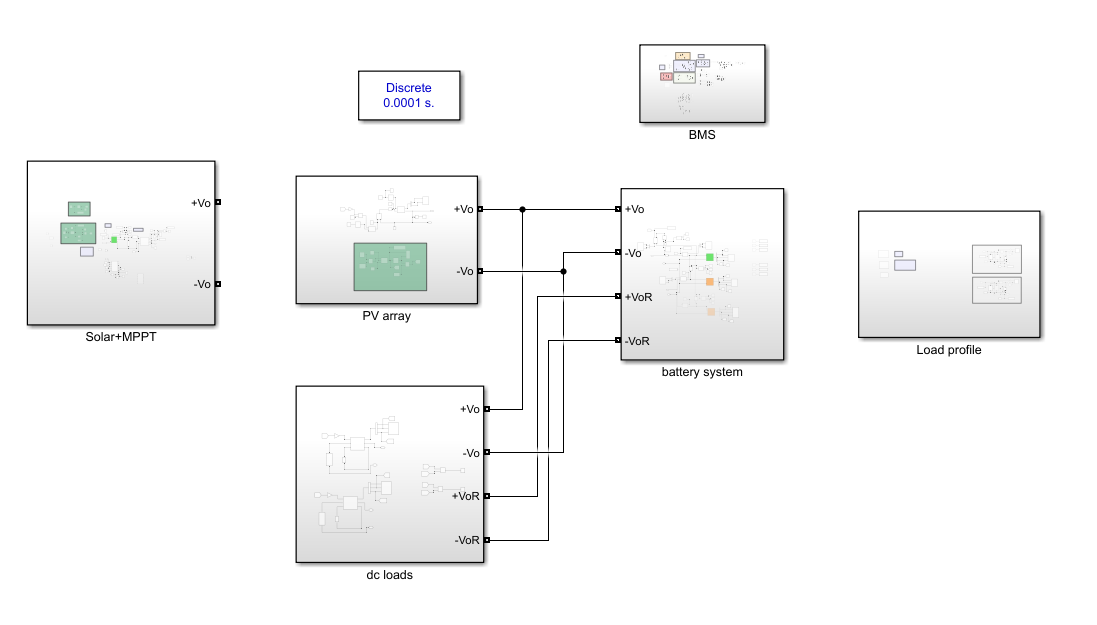 Discrete
0.0001 s.
BMS
+Vo
-Vo
Solar+MPPT
+Vo
-Vo
PV array
+Vo
-Vo
+VoR
-VoR
battery system
Load profile
+Vo
-Vo
+VoR
-VoR
dc loads